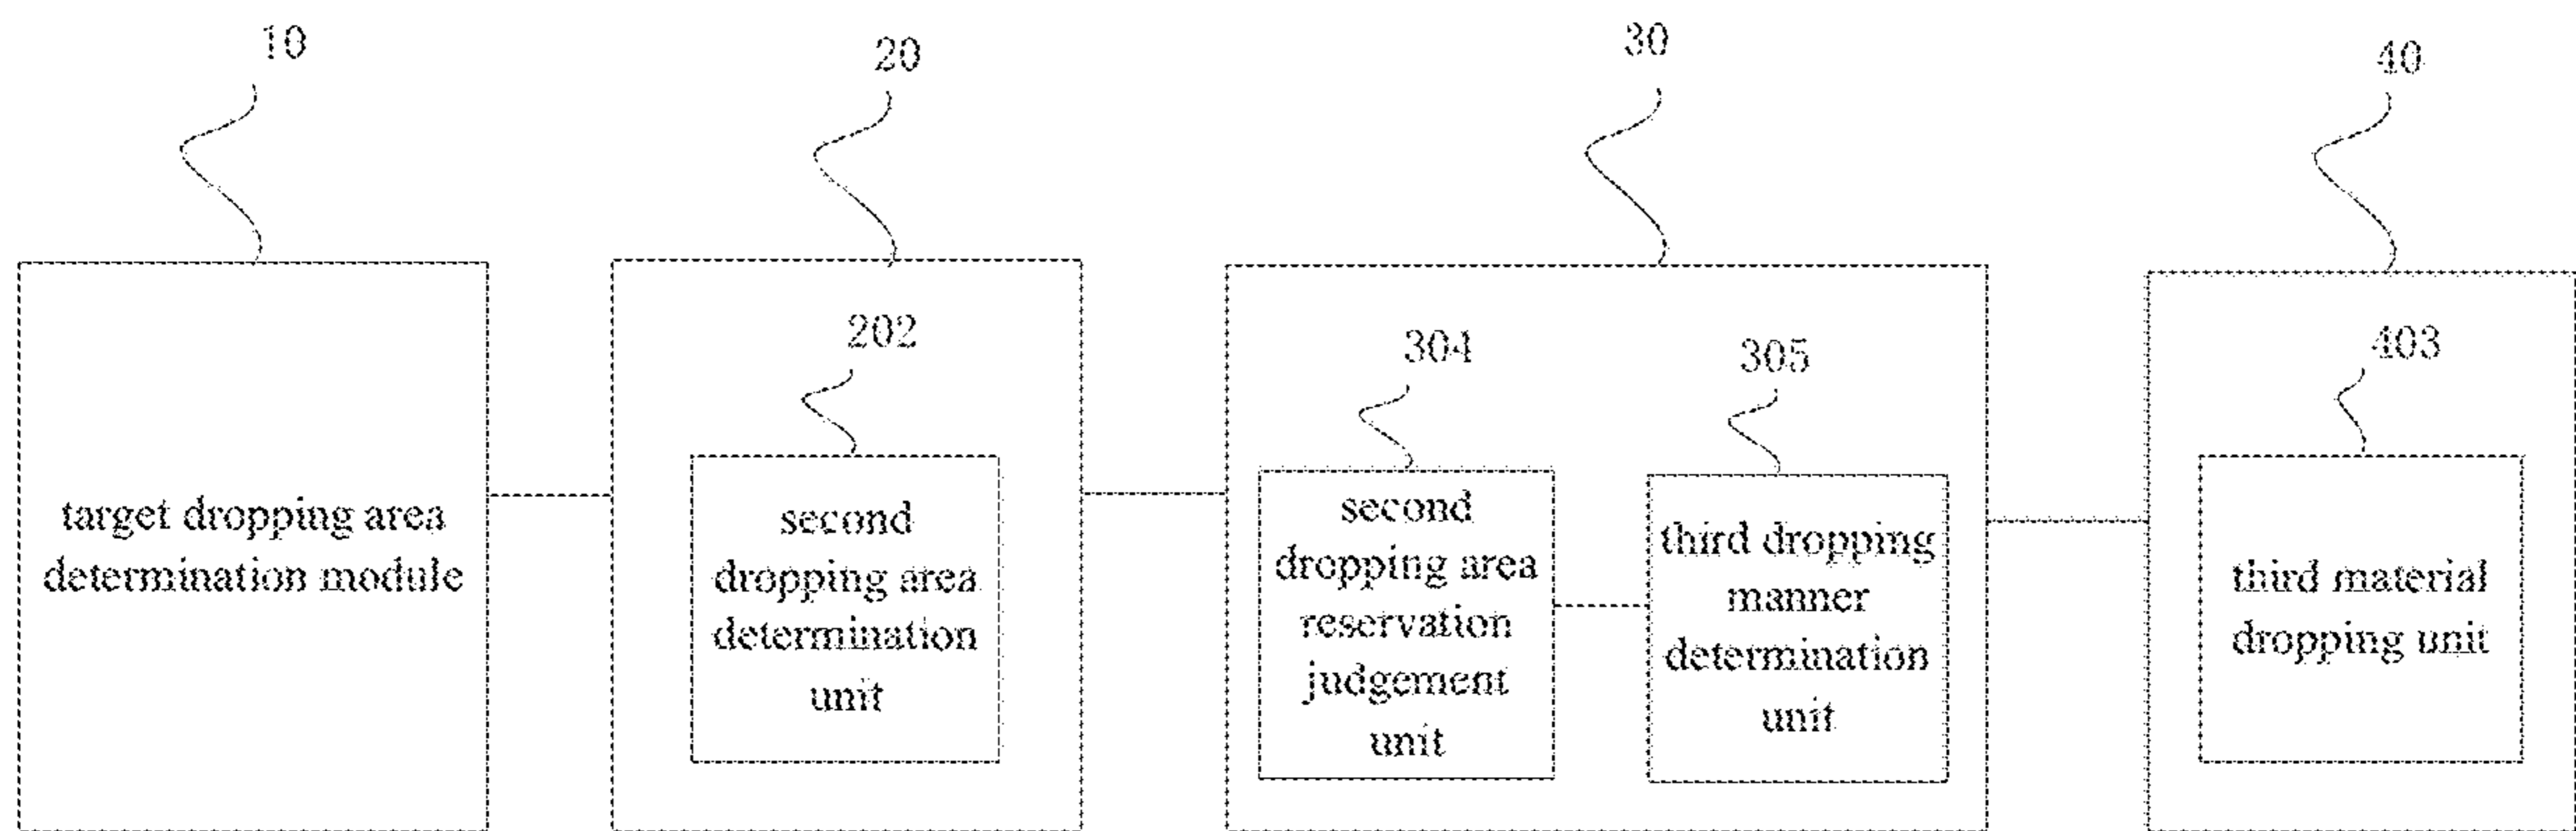 10
20
30
40
202
304
305
403
target dropping area
determination module
second
dropping area
determination
unit
second
dropping area
reservation
judgement
unit
third dropping
manner
determination
unit
third material
dropping unit